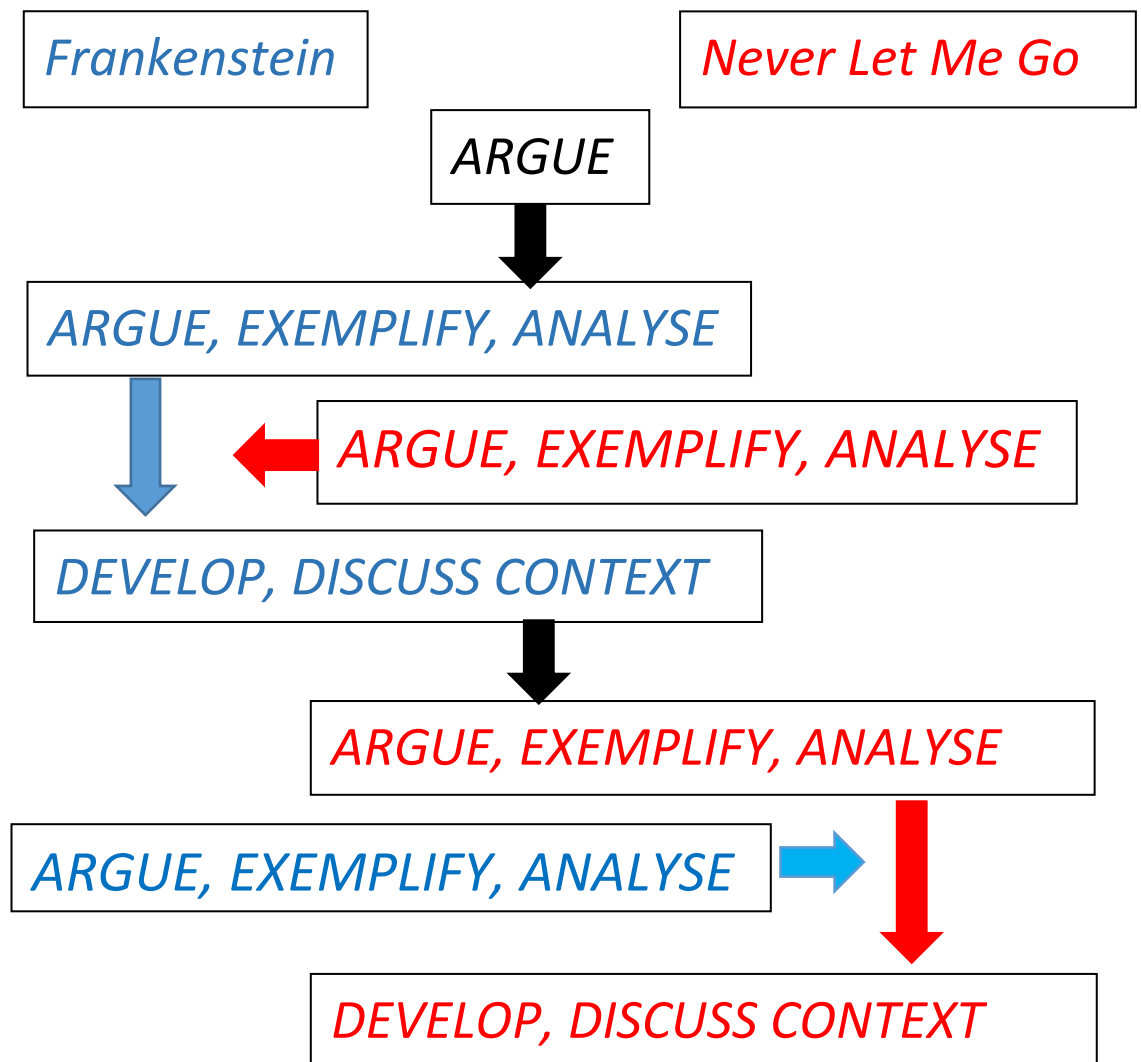 Frankenstein
Never Let Me Go
ARGUE
ARGUE, EXEMPLIFY, ANALYSE
ARGUE, EXEMPLIFY, ANALYSE
DEVELOP, DISCUSS CONTEXT
ARGUE, EXEMPLIFY, ANALYSE
ARGUE, EXEMPLIFY, ANALYSE
DEVELOP, DISCUSS CONTEXT